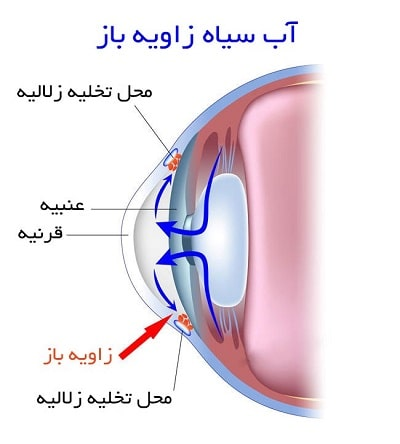 آب سیاه زاویه باز
محل تخلیه زلالیه
عنبیه
قرنیه
زاویه باز
محل تخلیه زلالیه